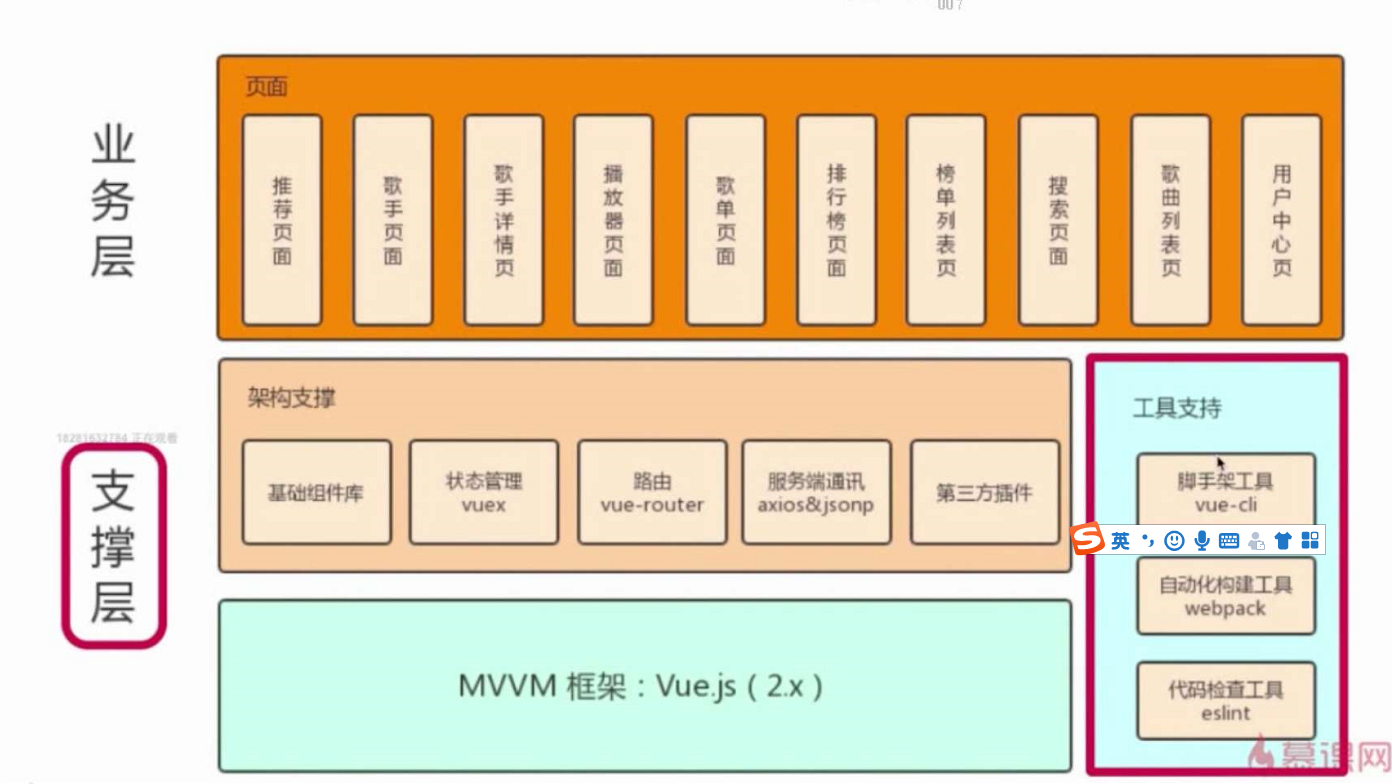 007
业务层
页面
推荐页面
歌手页面
歌手详情页
播放器页面
歌单页面
排行榜页面
榜单列表页
搜索页面
歌曲列表页
用户中心页
18281632784 正在观看
支撑层
架构支撑
基础组件库
状态管理
vuex
路由
vue-router
服务端通讯
axios&jsonp
第三方插件
工具支持
脚手架工具
vue-cli
英
自动化构建工具
webpack
代码检查工具
eslint
MVVM 框架：Vue.js（2.x）
慕课网